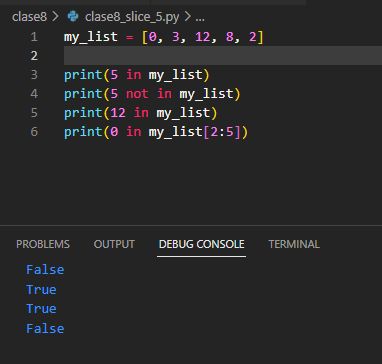 clase8 > clase8_slice_5.py > ...
1 my_list = [0, 3, 12, 8, 2]
2
3 print(5 in my_list)
4 print(5 not in my_list)
5 print(12 in my_list)
6 print(0 in my_list[2:5])
PROBLEMS OUTPUT DEBUG CONSOLE TERMINAL
False
True
True
False